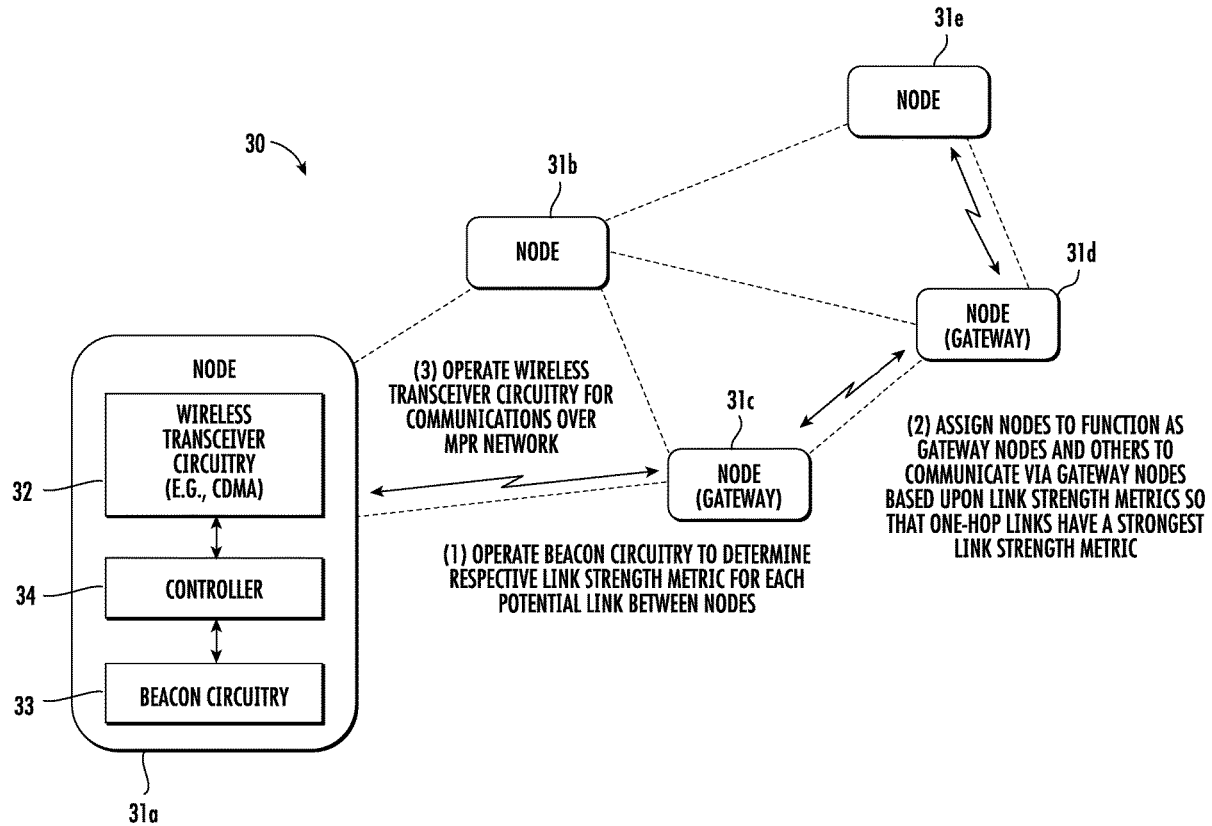 31e
NODE
30
31b
NODE
31d
NODE
(GATEWAY)
NODE
WIRELESS
TRANSCEIVER
CIRCUITRY
(E.G., CDMA)
32
CONTROLLER
34
BEACON CIRCUITRY
33
31a
(3) OPERATE WIRELESS
TRANSCEIVER CIRCUITRY FOR
COMMUNICATIONS OVER
MPR NETWORK
31c
NODE
(GATEWAY)
(2) ASSIGN NODES TO FUNCTION AS
GATEWAY NODES AND OTHERS TO
COMMUNICATE VIA GATEWAY NODES
BASED UPON LINK STRENGTH METRICS SO
THAT ONE-HOP LINKS HAVE A STRONGEST
LINK STRENGTH METRIC
(1) OPERATE BEACON CIRCUITRY TO DETERMINE
RESPECTIVE LINK STRENGTH METRIC FOR EACH
POTENTIAL LINK BETWEEN NODES